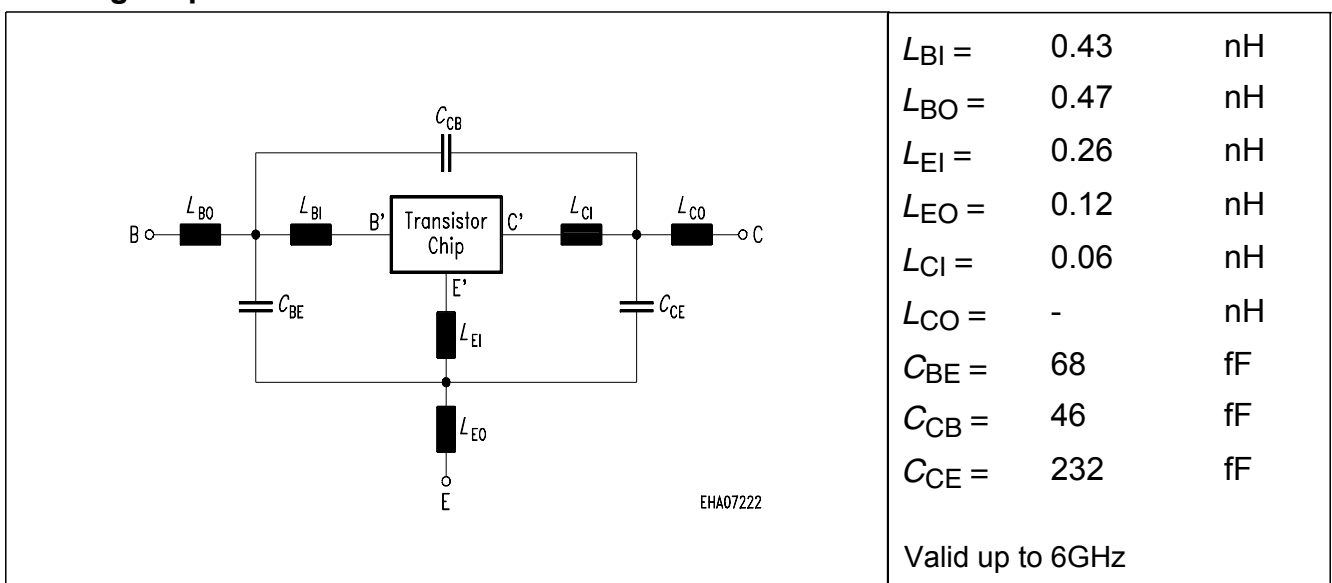 C_CB
L_BO
L_BI
B'
Transistor
Chip
C'
L_CI
L_CO
B
C
E'
C_BE
L_EI
C_CE
L_EO
E
EHA07222
L_BI = 0.43 nH
L_BO = 0.47 nH
L_EI = 0.26 nH
L_EO = 0.12 nH
L_CI = 0.06 nH
L_CO = - nH
C_BE = 68 fF
C_CB = 46 fF
C_CE = 232 fF
Valid up to 6GHz